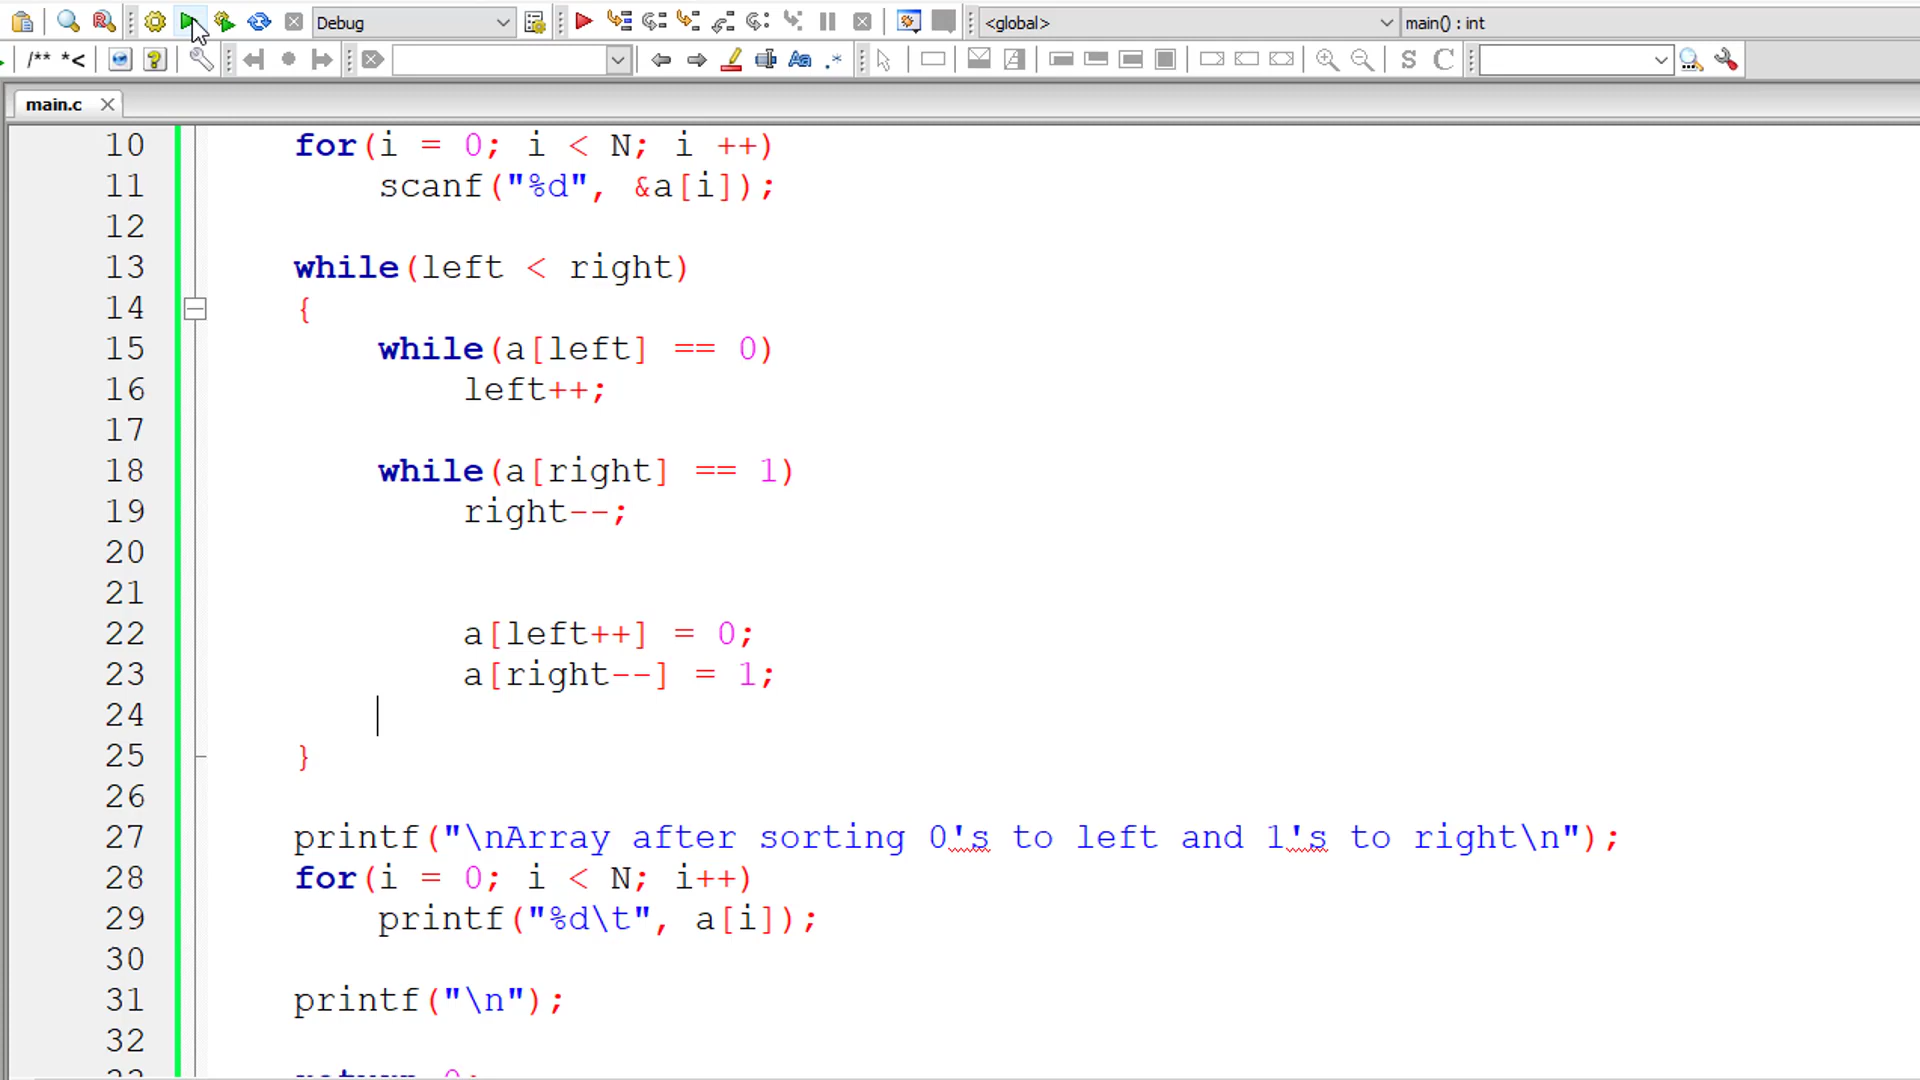 Debug
<global>
main() : int
/** *<
S C
main.c
10 for(i = 0; i < N; i ++)
11 scanf("%d", &a[i]);
12
13 while(left < right)
14 {
15 while(a[left] == 0)
16 left++;
17
18 while(a[right] == 1)
19 right--;
20
21
22 a[left++] = 0;
23 a[right--] = 1;
24
25 }
26
27 printf("\nArray after sorting 0's to left and 1's to right\n");
28 for(i = 0; i < N; i++)
29 printf("%d\t", a[i]);
30
31 printf("\n");
32
33 return 0;